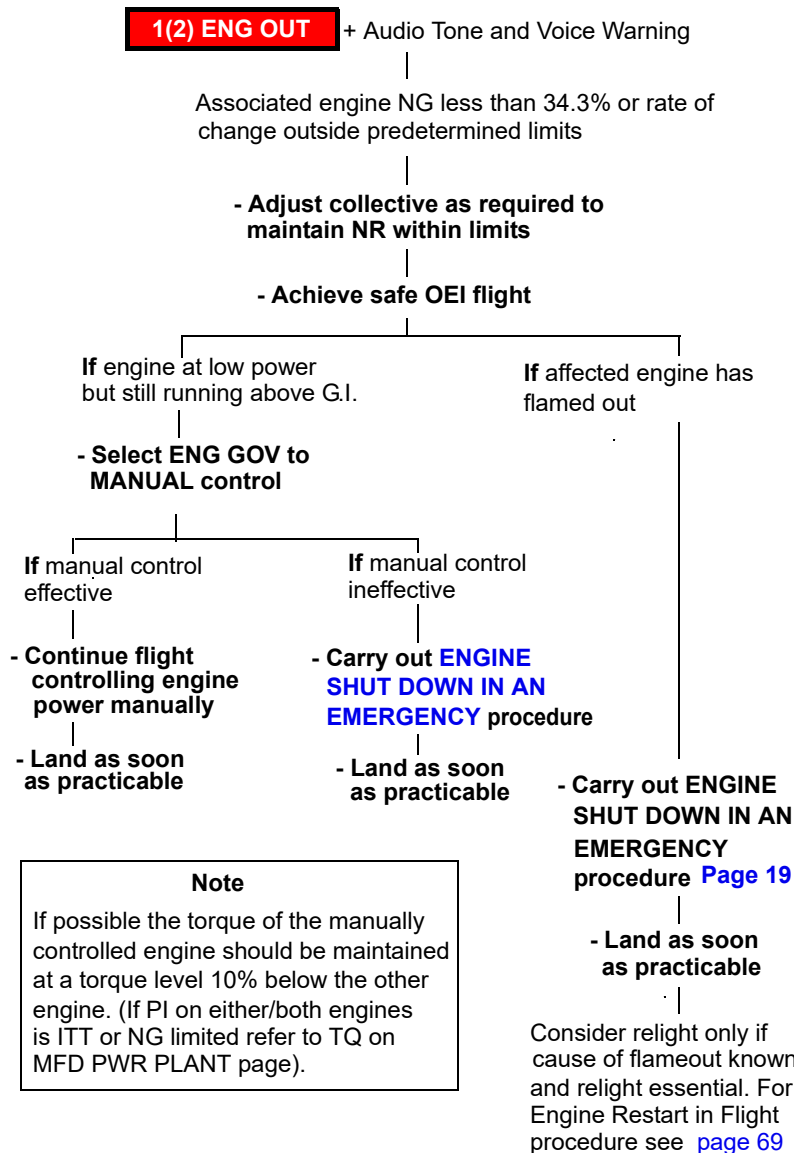 1(2) ENG OUT + Audio Tone and Voice Warning
Associated engine NG less than 34.3% or rate of
change outside predetermined limits
- Adjust collective as required to
maintain NR within limits
- Achieve safe OEI flight
If engine at low power
but still running above G.I.
- Select ENG GOV to
MANUAL control
If manual control
effective
- Continue flight
controlling engine
power manually
- Land as soon
as practicable
If manual control
ineffective
- Carry out ENGINE
SHUT DOWN IN AN
EMERGENCY procedure
- Land as soon
as practicable
If affected engine has
flamed out
- Carry out ENGINE
SHUT DOWN IN AN
EMERGENCY
procedure Page 19
- Land as soon
as practicable
Consider relight only if
cause of flameout known
and relight essential. For
Engine Restart in Flight
procedure see page 69
Note
If possible the torque of the manually
controlled engine should be maintained
at a torque level 10% below the other
engine. (If PI on either/both engines
is ITT or NG limited refer to TQ on
MFD PWR PLANT page).